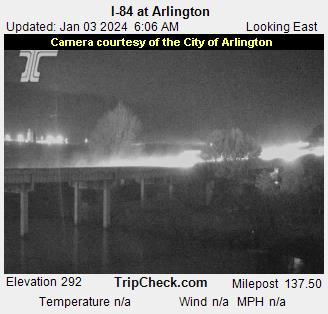 I-84 at Arlington
Updated: Jan 03 2024 6:06 AM Looking East
Camera courtesy of the City of Arlington
Elevation 292 TripCheck.com Milepost 137.50
Temperature n/a Wind n/a MPH n/a